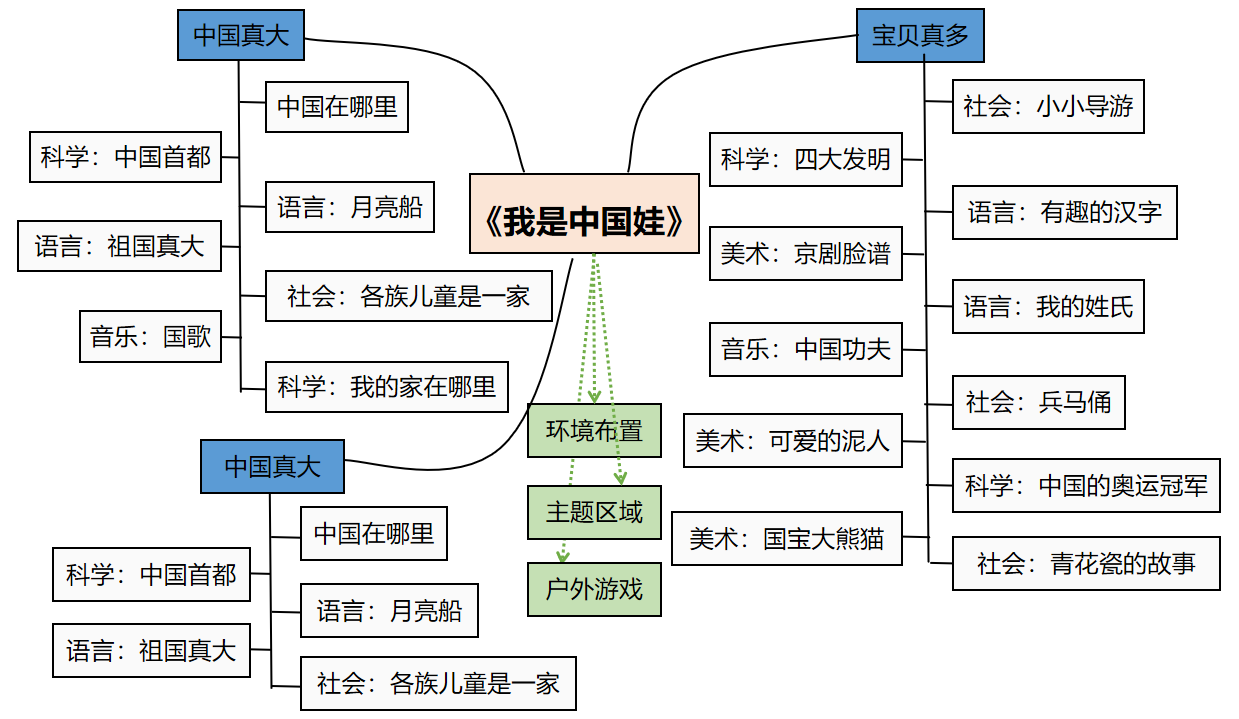 中国真大
中国在哪里
科学：中国首都
语言：月亮船
语言：祖国真大
社会：各族儿童是一家
音乐：国歌
科学：我的家在哪里
《我是中国娃》
宝贝真多
社会：小小导游
科学：四大发明
语言：有趣的汉字
美术：京剧脸谱
语言：我的姓氏
音乐：中国功夫
社会：兵马俑
美术：可爱的泥人
科学：中国的奥运冠军
美术：国宝大熊猫
社会：青花瓷的故事
环境布置
主题区域
户外游戏
中国真大
中国在哪里
科学：中国首都
语言：月亮船
语言：祖国真大
社会：各族儿童是一家